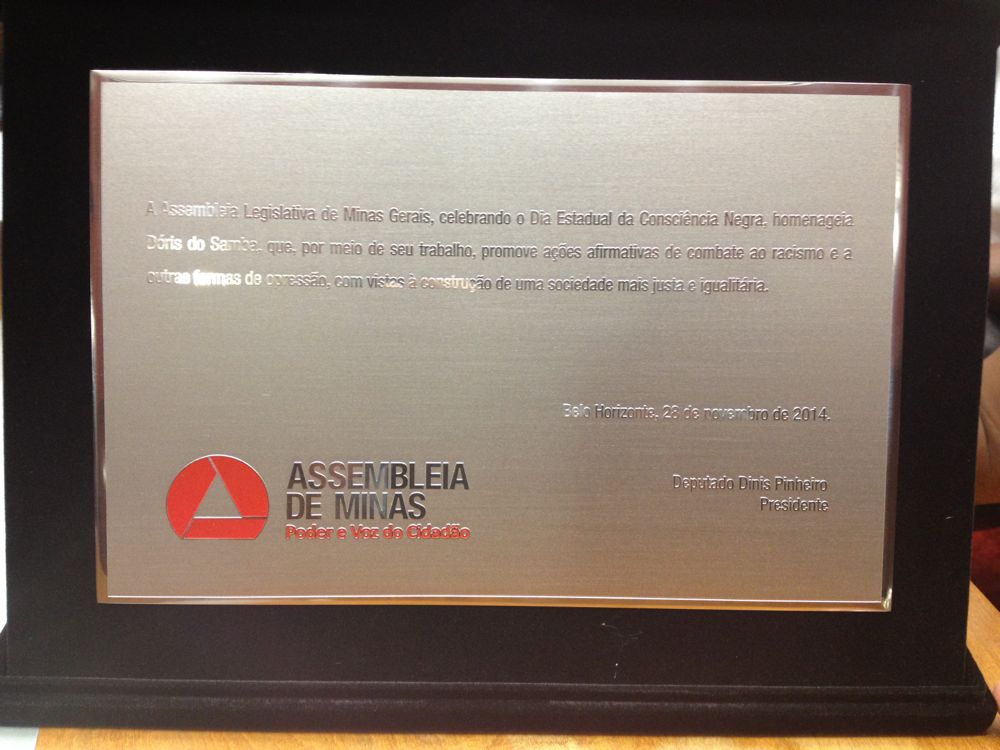 A Assembleia Legislativa de Minas Gerais, celebrando o Dia Estadual da Consciência Negra, homenageia
Dóris do Samba, que, por meio de seu trabalho, promove ações afirmativas de combate ao racismo e a
outras formas de opressão, com vistas à construção de uma sociedade mais justa e igualitária.
Belo Horizonte, 28 de novembro de 2014.
Deputado Dinis Pinheiro
Presidente
ASSEMBLEIA
DE MINAS
Poder e Voz do Cidadão